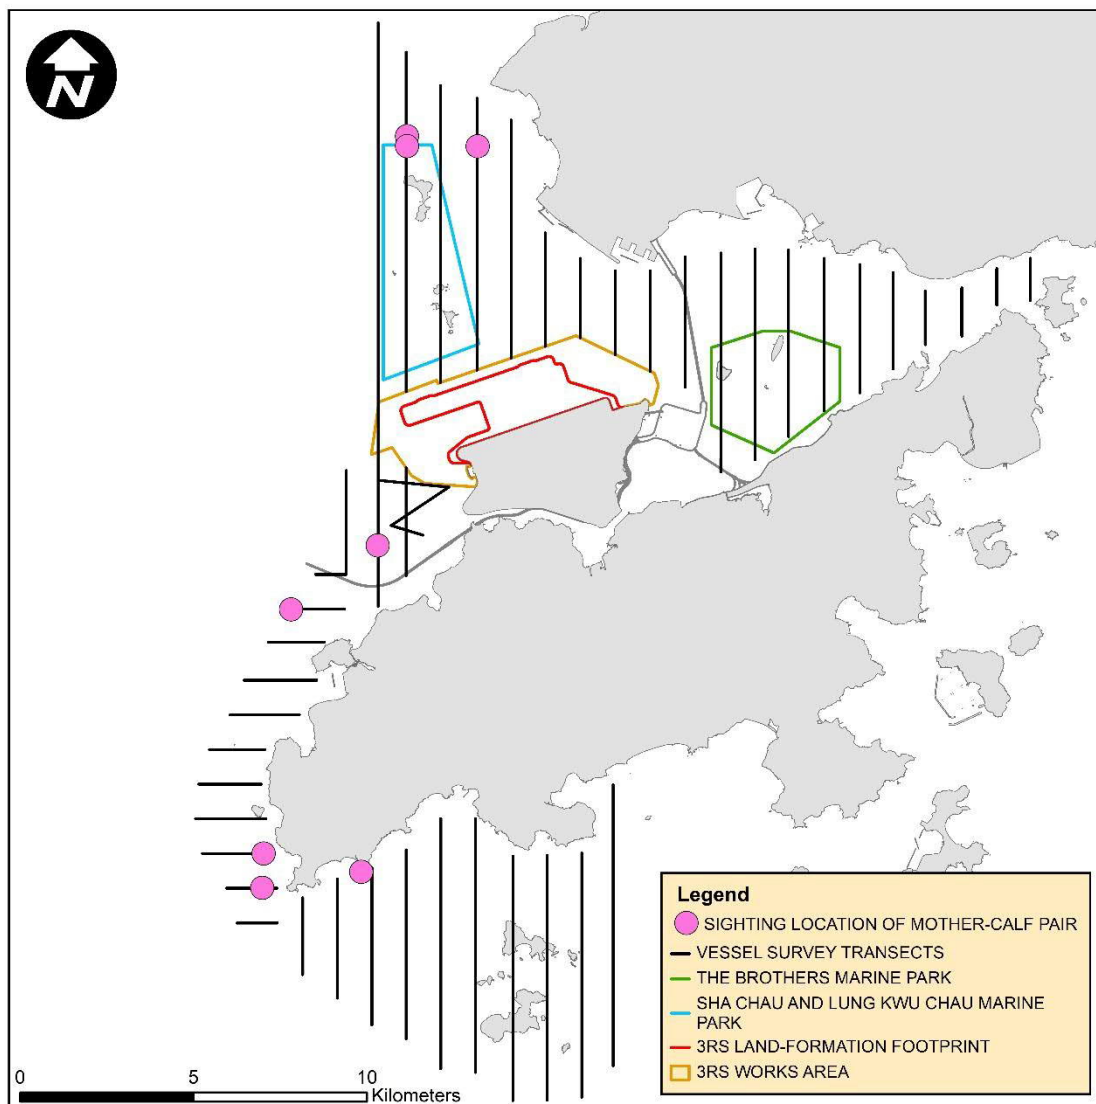 N
Legend
SIGHTING LOCATION OF MOTHER-CALF PAIR
VESSEL SURVEY TRANSECTS
THE BROTHERS MARINE PARK
SHA CHAU AND LUNG KWU CHAU MARINE
PARK
3RS LAND-FORMATION FOOTPRINT
3RS WORKS AREA
0 5 10
Kilometers